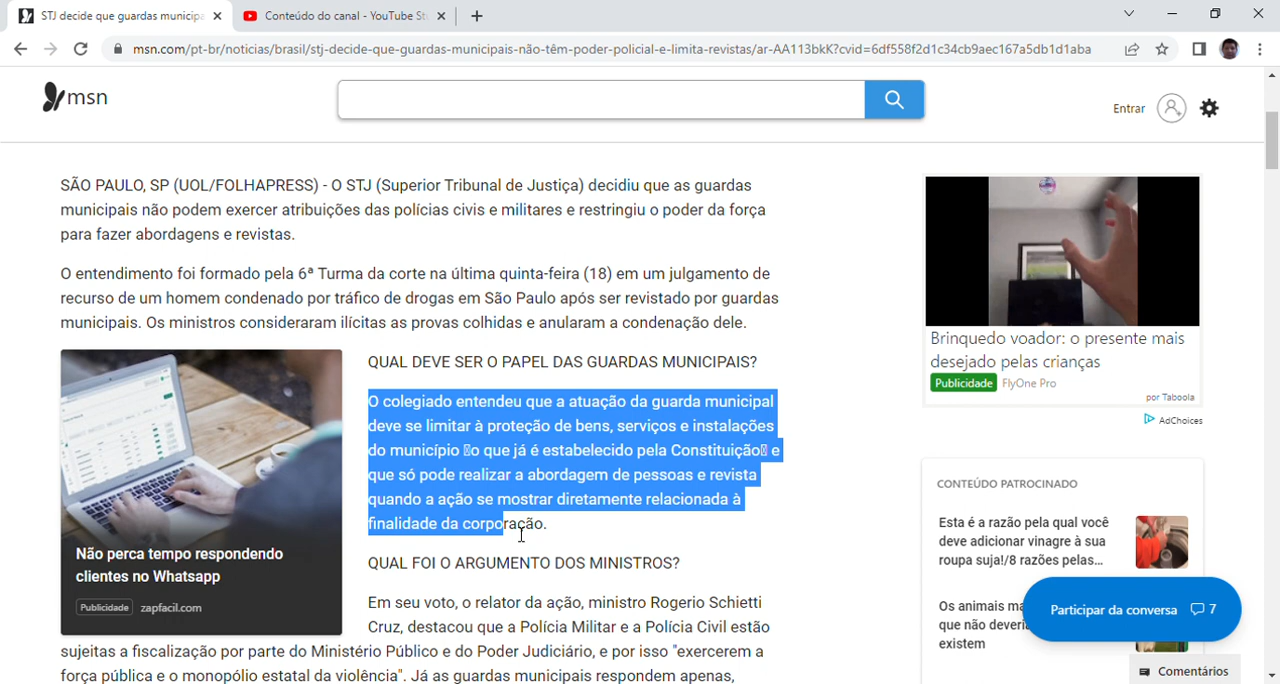 STJ decide que guardas municipa
Conteúdo do canal - YouTube St
msn.com/pt-br/noticias/brasil/stj-decide-que-guardas-municipais-não-têm-poder-policial-e-limita-revistas/ar-AA113bkK?cvid=6df558f2d1c34cb9aec167a5db1d1aba
msn
Entrar
SÃO PAULO, SP (UOL/FOLHAPRESS) - O STJ (Superior Tribunal de Justiça) decidiu que as guardas
municipais não podem exercer atribuições das polícias civis e militares e restringiu o poder da força
para fazer abordagens e revistas.
O entendimento foi formado pela 6ª Turma da corte na última quinta-feira (18) em um julgamento de
recurso de um homem condenado por tráfico de drogas em São Paulo após ser revistado por guardas
municipais. Os ministros consideraram ilícitas as provas colhidas e anularam a condenação dele.
QUAL DEVE SER O PAPEL DAS GUARDAS MUNICIPAIS?
O colegiado entendeu que a atuação da guarda municipal
deve se limitar à proteção de bens, serviços e instalações
do município o que já é estabelecido pela Constituição e
que só pode realizar a abordagem de pessoas e revista
quando a ação se mostrar diretamente relacionada à
finalidade da corporação.
QUAL FOI O ARGUMENTO DOS MINISTROS?
Em seu voto, o relator da ação, ministro Rogerio Schietti
Cruz, destacou que a Polícia Militar e a Polícia Civil estão
sujeitas a fiscalização por parte do Ministério Público e do Poder Judiciário, e por isso "exercerem a
força pública e o monopólio estatal da violência". Já as guardas municipais respondem apenas,
Não perca tempo respondendo
clientes no Whatsapp
Publicidade zapfacil.com
Brinquedo voador: o presente mais
desejado pelas crianças
Publicidade FlyOne Pro
por Taboola
AdChoices
CONTEÚDO PATROCINADO
Esta é a razão pela qual você
deve adicionar vinagre à sua
roupa suja!/8 razões pelas...
Os animais
que não
existem
Participar da conversa 7
Comentários